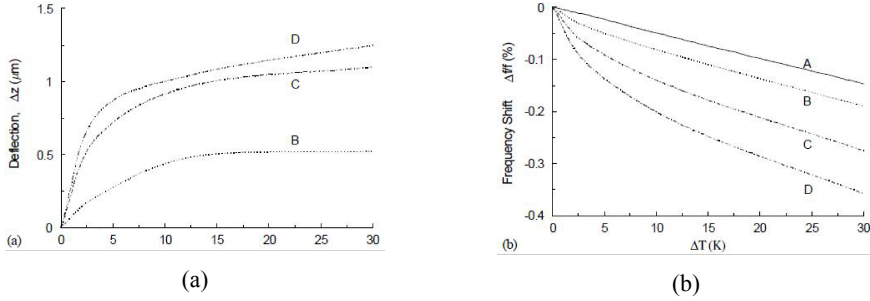 1.5
1
0.5
0
Deflection, Δz (μm)
D
C
B
0 5 10 15 20 25 30
(a)
(a)
0
-0.1
-0.2
-0.3
-0.4
Frequency Shift Δf/f (%)
A
B
C
D
0 5 10 15 20 25 30
ΔT (K)
(b)
(b)